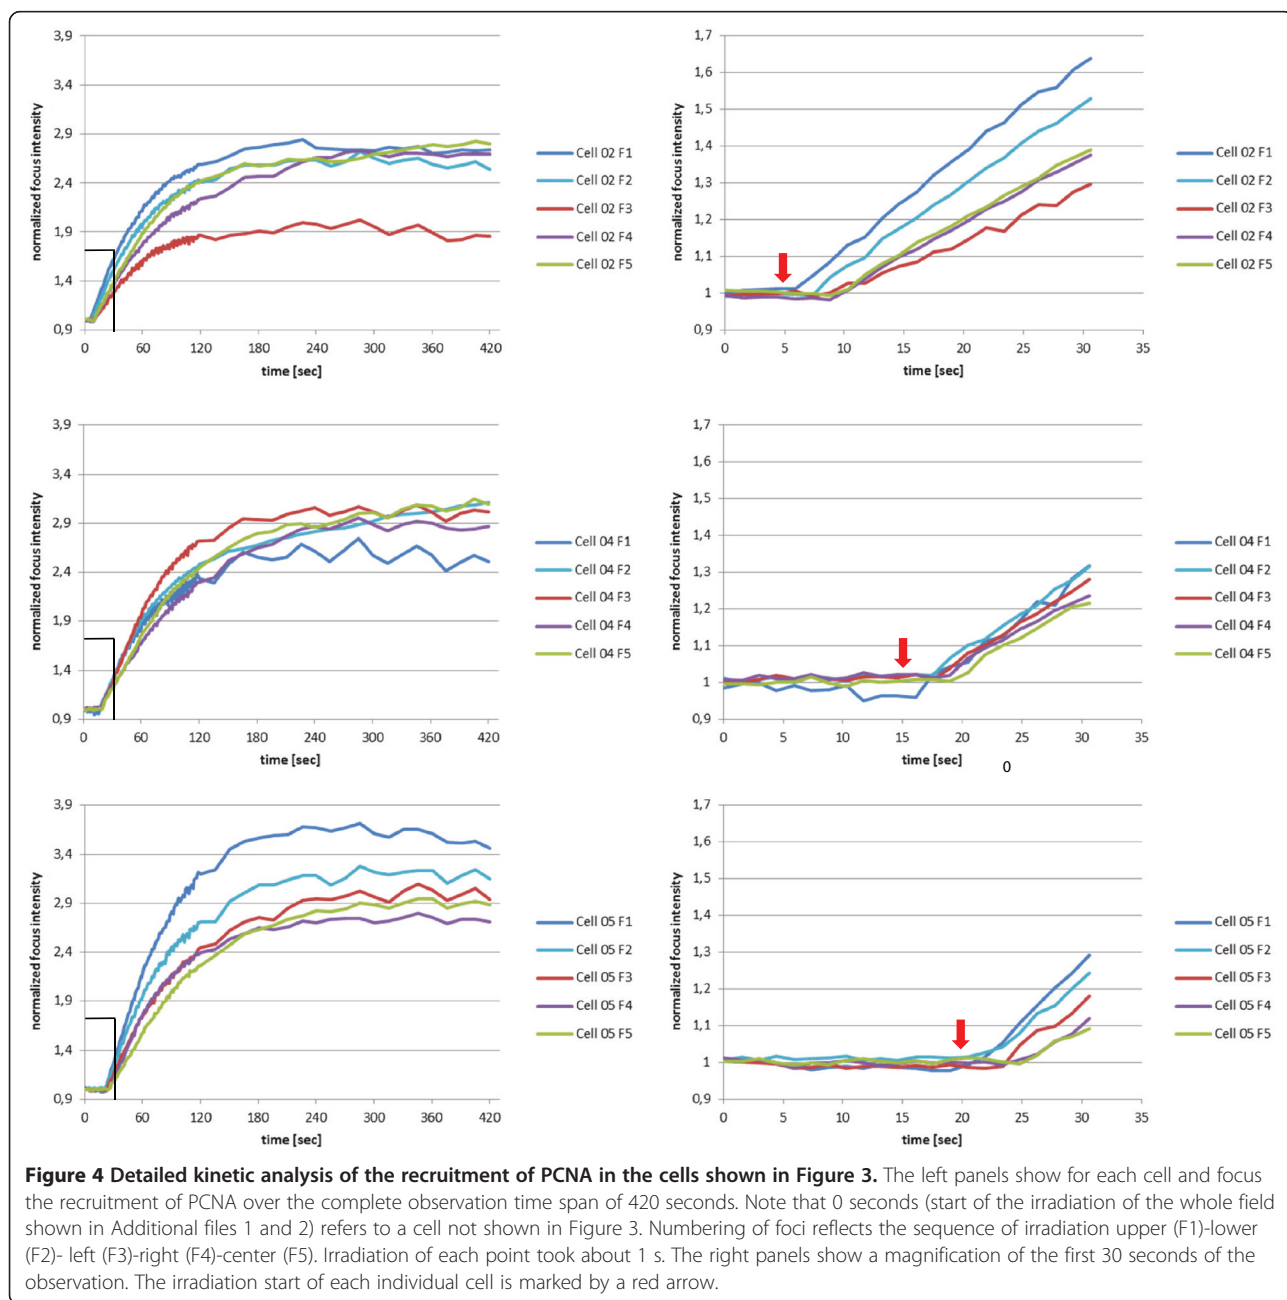 3,9
3,4
2,9
2,4
1,9
1,4
0,9
normalized focus intensity
0 60 120 180 240 300 360 420
time [sec]
Cell 02 F1
Cell 02 F2
Cell 02 F3
Cell 02 F4
Cell 02 F5
1,7
1,6
1,5
1,4
1,3
1,2
1,1
1
0,9
normalized focus intensity
0 5 10 15 20 25 30 35
time [sec]
Cell 02 F1
Cell 02 F2
Cell 02 F3
Cell 02 F4
Cell 02 F5
3,9
3,4
2,9
2,4
1,9
1,4
0,9
normalized focus intensity
0 60 120 180 240 300 360 420
time [sec]
Cell 04 F1
Cell 04 F2
Cell 04 F3
Cell 04 F4
Cell 04 F5
1,7
1,6
1,5
1,4
1,3
1,2
1,1
1
0,9
normalized focus intensity
0 5 10 15 20 25 30 35
time [sec]
0
Cell 04 F1
Cell 04 F2
Cell 04 F3
Cell 04 F4
Cell 04 F5
3,9
3,4
2,9
2,4
1,9
1,4
0,9
normalized focus intensity
0 60 120 180 240 300 360 420
time [sec]
Cell 05 F1
Cell 05 F2
Cell 05 F3
Cell 05 F4
Cell 05 F5
1,7
1,6
1,5
1,4
1,3
1,2
1,1
1
0,9
normalized focus intensity
0 5 10 15 20 25 30 35
time [sec]
Cell 05 F1
Cell 05 F2
Cell 05 F3
Cell 05 F4
Cell 05 F5
Figure 4 Detailed kinetic analysis of the recruitment of PCNA in the cells shown in Figure 3. The left panels show for each cell and focus
the recruitment of PCNA over the complete observation time span of 420 seconds. Note that 0 seconds (start of the irradiation of the whole field
shown in Additional files 1 and 2) refers to a cell not shown in Figure 3. Numbering of foci reflects the sequence of irradiation upper (F1)-lower
(F2)- left (F3)-right (F4)-center (F5). Irradiation of each point took about 1 s. The right panels show a magnification of the first 30 seconds of the
observation. The irradiation start of each individual cell is marked by a red arrow.